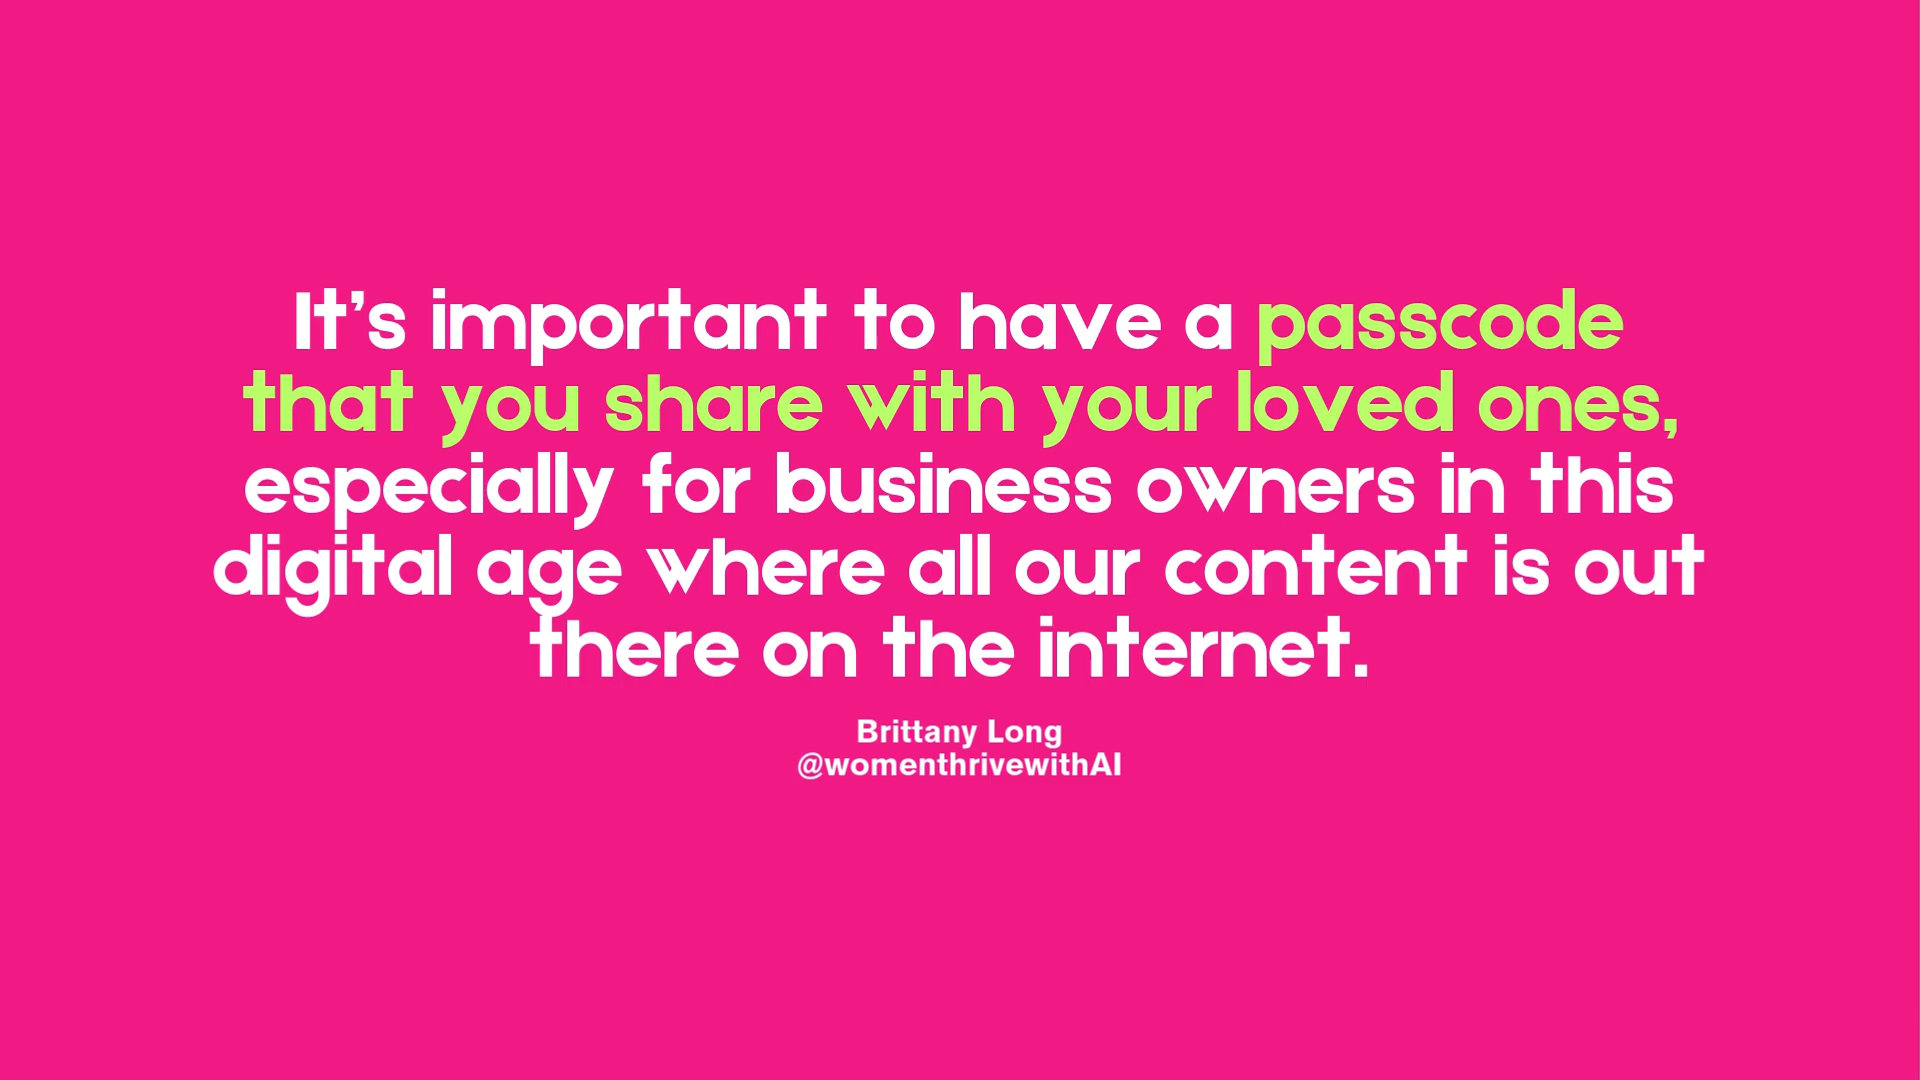 It's important to have a passcode
that you share with your loved ones,
especially for business owners in this
digital age where all our content is out
there on the internet.
Brittany Long
@womenthrivewithAI